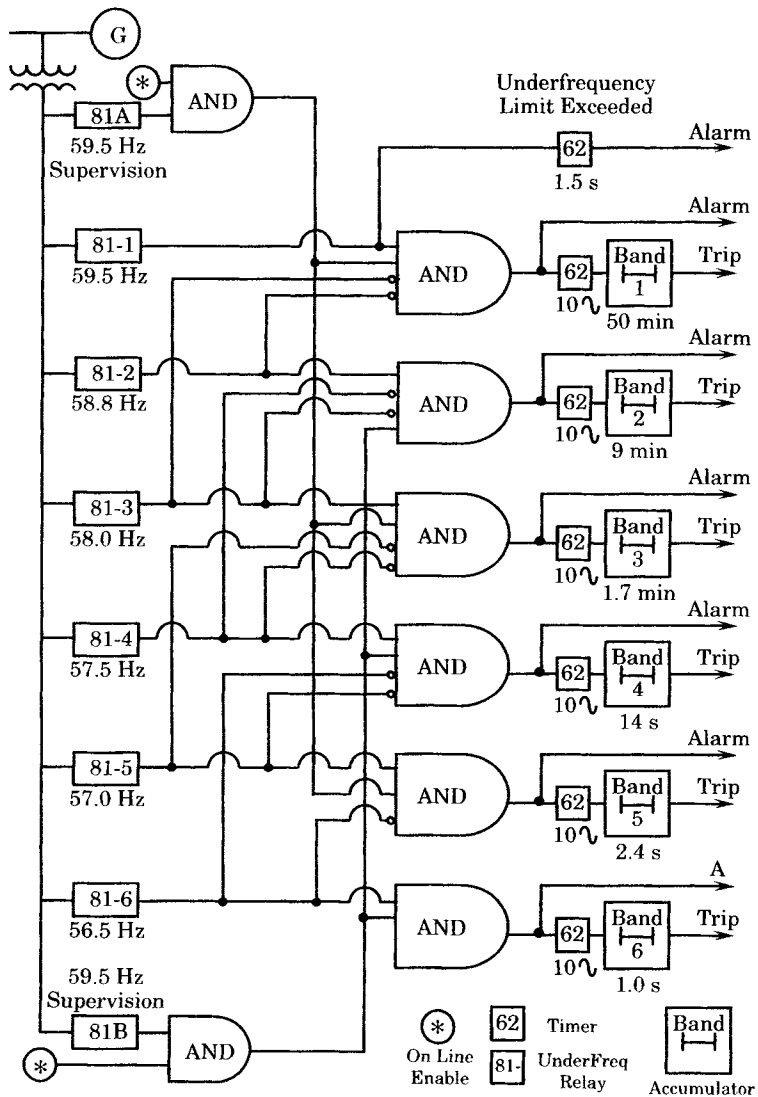 G
*
AND
81A
59.5 Hz
Supervision
Underfrequency
Limit Exceeded
62
1.5 s
Alarm
81-1
59.5 Hz
AND
Alarm
62
10∿
Band
1
50 min
Trip
81-2
58.8 Hz
AND
Alarm
62
10∿
Band
2
9 min
Trip
81-3
58.0 Hz
AND
Alarm
62
10∿
Band
3
1.7 min
Trip
81-4
57.5 Hz
AND
Alarm
62
10∿
Band
4
14 s
Trip
81-5
57.0 Hz
AND
Alarm
62
10∿
Band
5
2.4 s
Trip
81-6
56.5 Hz
AND
A
62
10∿
Band
6
1.0 s
Trip
59.5 Hz
Supervision
81B
AND
*
*
On Line
Enable
62
Timer
81-
UnderFreq
Relay
Band
Accumulator